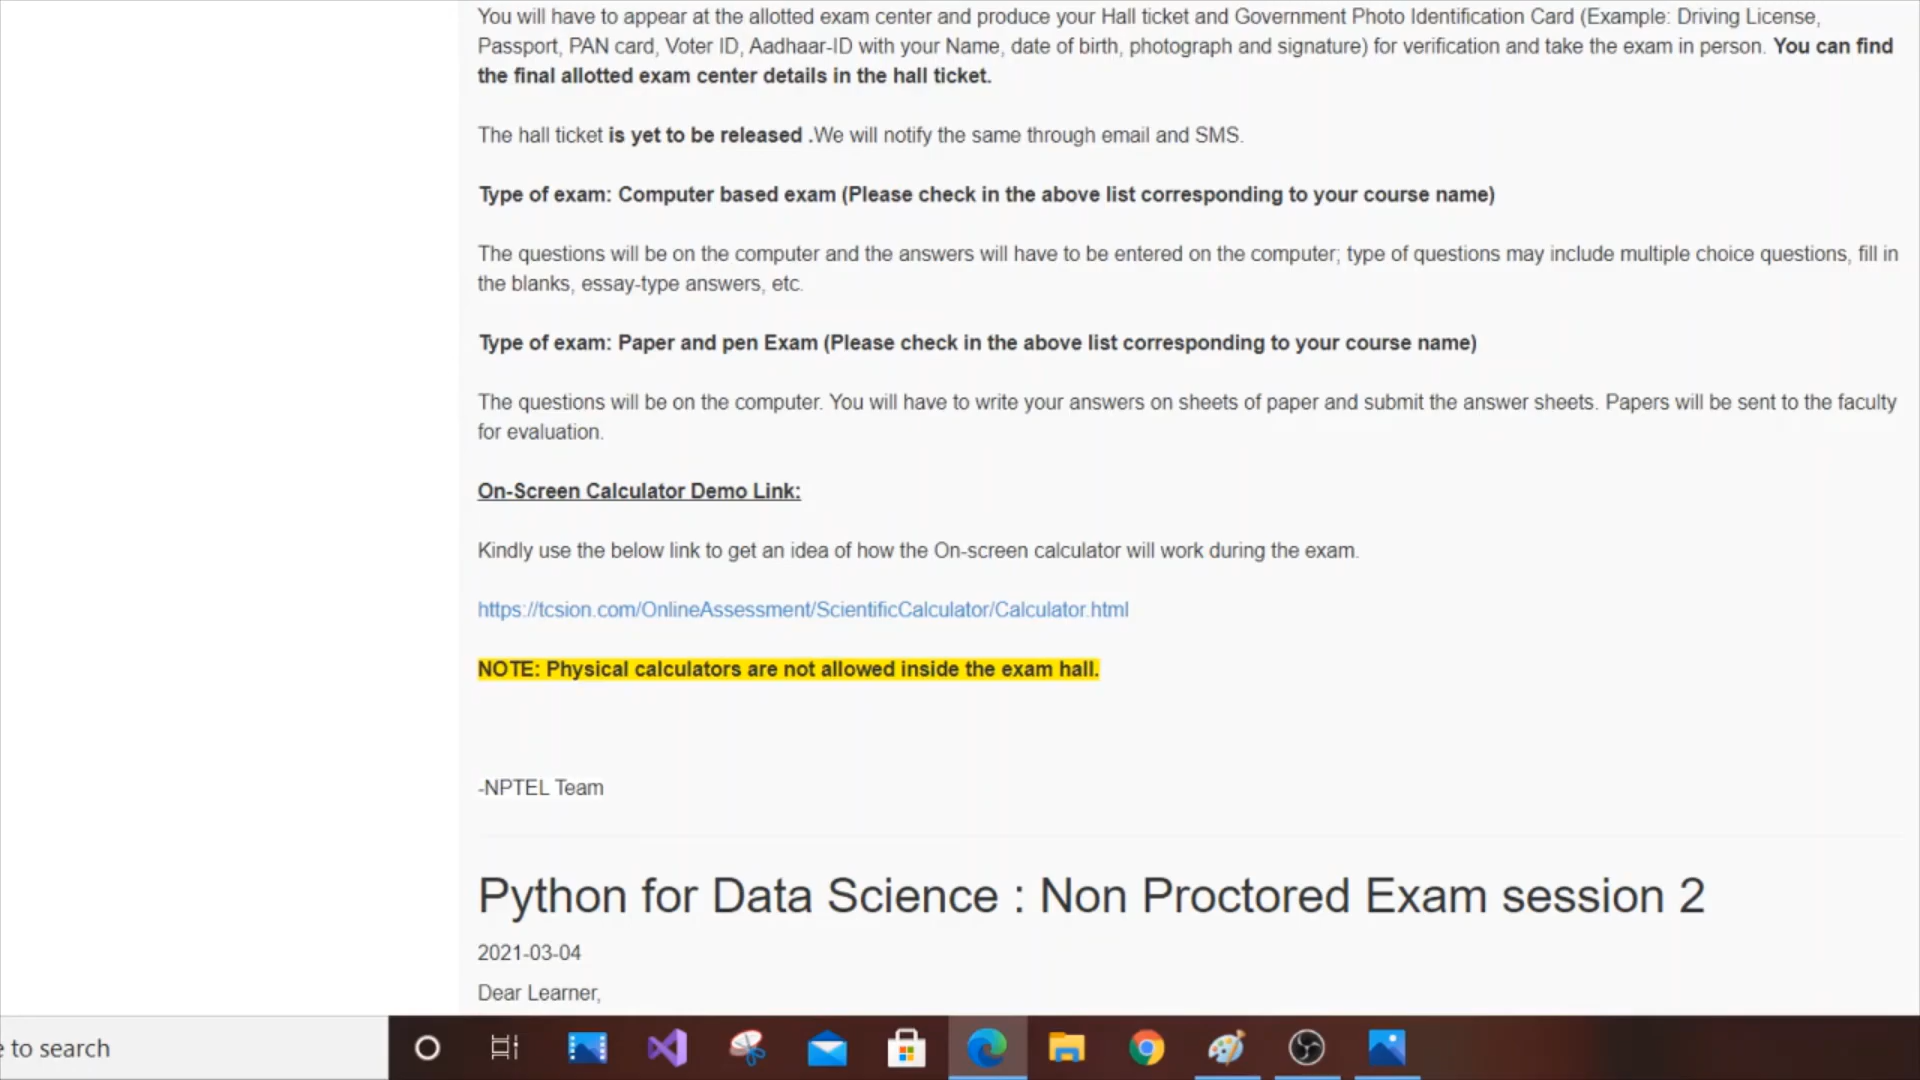 You will have to appear at the allotted exam center and produce your Hall ticket and Government Photo Identification Card (Example: Driving License,
Passport, PAN card, Voter ID, Aadhaar-ID with your Name, date of birth, photograph and signature) for verification and take the exam in person. You can find
the final allotted exam center details in the hall ticket.
The hall ticket is yet to be released .We will notify the same through email and SMS.
Type of exam: Computer based exam (Please check in the above list corresponding to your course name)
The questions will be on the computer and the answers will have to be entered on the computer; type of questions may include multiple choice questions, fill in
the blanks, essay-type answers, etc.
Type of exam: Paper and pen Exam (Please check in the above list corresponding to your course name)
The questions will be on the computer. You will have to write your answers on sheets of paper and submit the answer sheets. Papers will be sent to the faculty
for evaluation.
On-Screen Calculator Demo Link:
Kindly use the below link to get an idea of how the On-screen calculator will work during the exam.
https://tcsion.com/OnlineAssessment/ScientificCalculator/Calculator.html
NOTE: Physical calculators are not allowed inside the exam hall.
-NPTEL Team
Python for Data Science : Non Proctored Exam session 2
2021-03-04
Dear Learner,
e to search